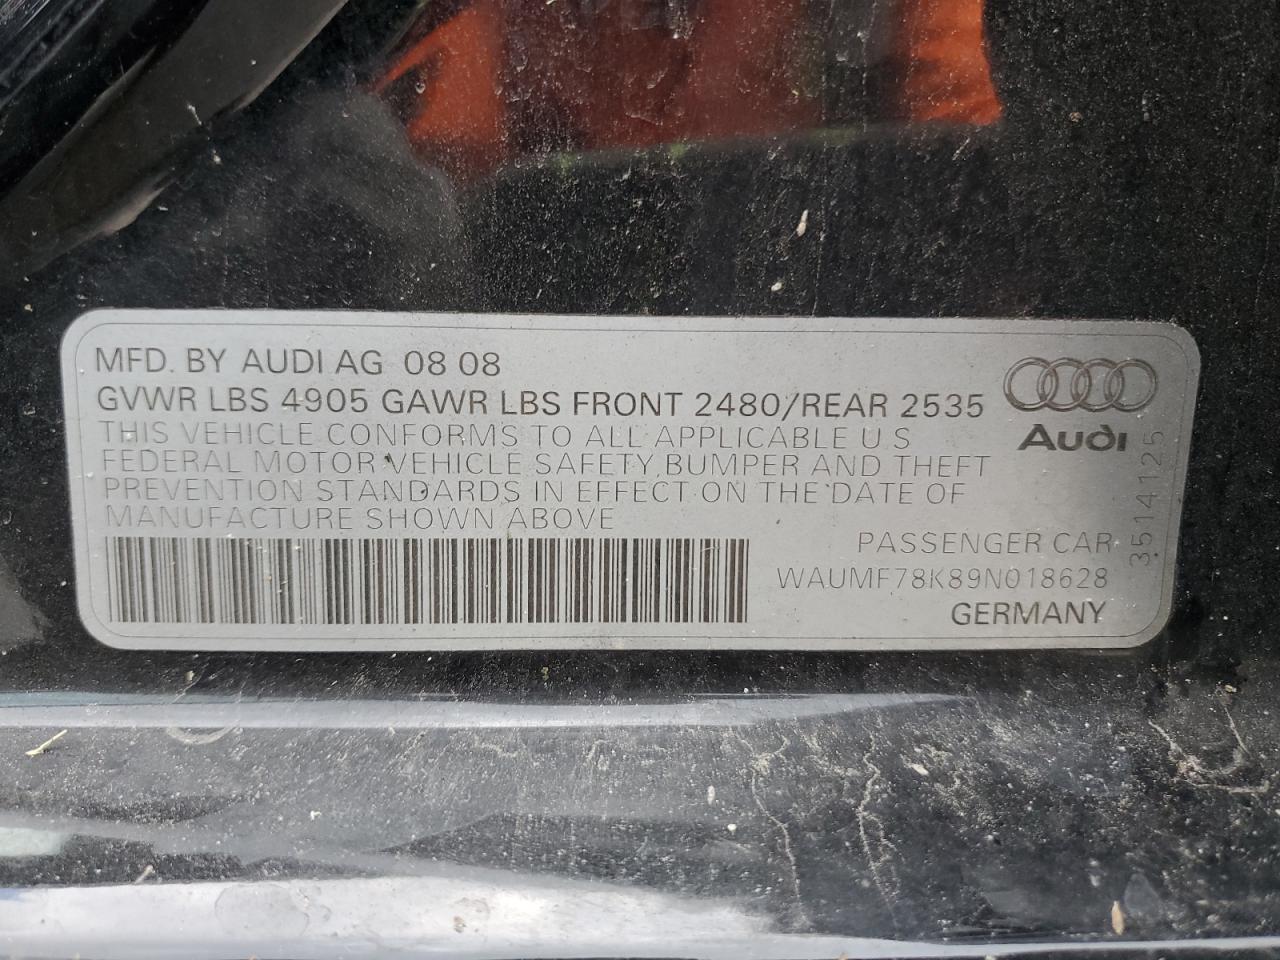 MFD. BY AUDI AG 08 08
GVWR LBS 4905 GAWR LBS FRONT 2480/REAR 2535
THIS VEHICLE CONFORMS TO ALL APPLICABLE U S
FEDERAL MOTOR VEHICLE SAFETY, BUMPER AND THEFT
PREVENTION STANDARDS IN EFFECT ON THE DATE OF
MANUFACTURE SHOWN ABOVE
Audi
PASSENGER CAR
WAUMF78K89N018628
GERMANY
3514125